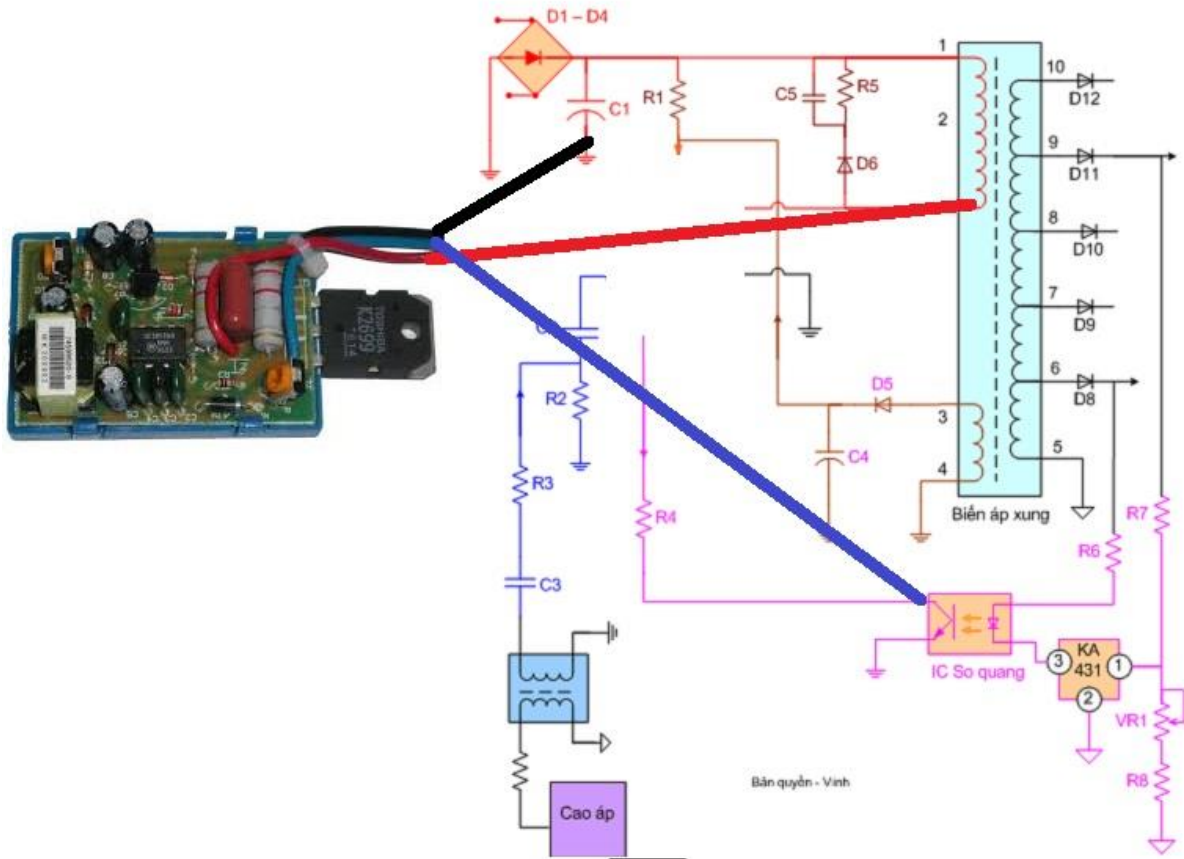 D1 – D4
1
10
R1
C5
R5
D12
C1
2
9
D6
D11
8
D10
TOSHIBA
K2699
7
D9
6
D5
D8
R2
3
C4
5
R3
4
R4
Biến áp xung
R7
R6
C3
IC So quang
3
KA
431
1
2
VR1
Bản quyền - Vinh
R8
Cao áp